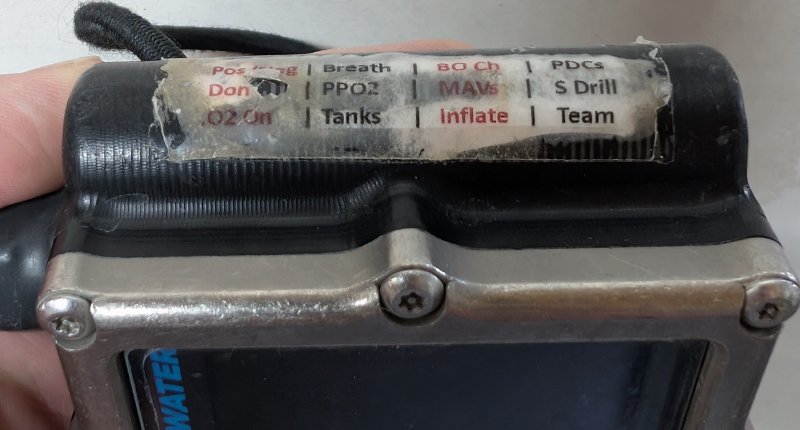 Pos | Breath | BO Ch | PDCs
Don | PPO2 | MAVs | S Drill
O2 On | Tanks | Inflate | Team
WATER